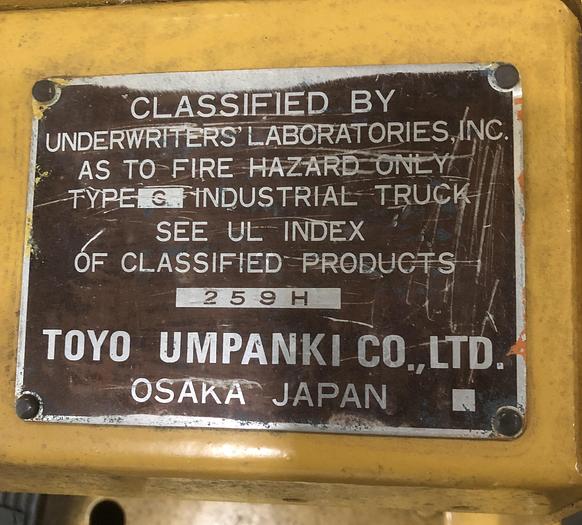 CLASSIFIED BY
UNDERWRITERS' LABORATORIES, INC.
AS TO FIRE HAZARD ONLY
TYPE G INDUSTRIAL TRUCK
SEE UL INDEX
OF CLASSIFIED PRODUCTS
259H
TOYO UMPANKI CO., LTD.
OSAKA JAPAN